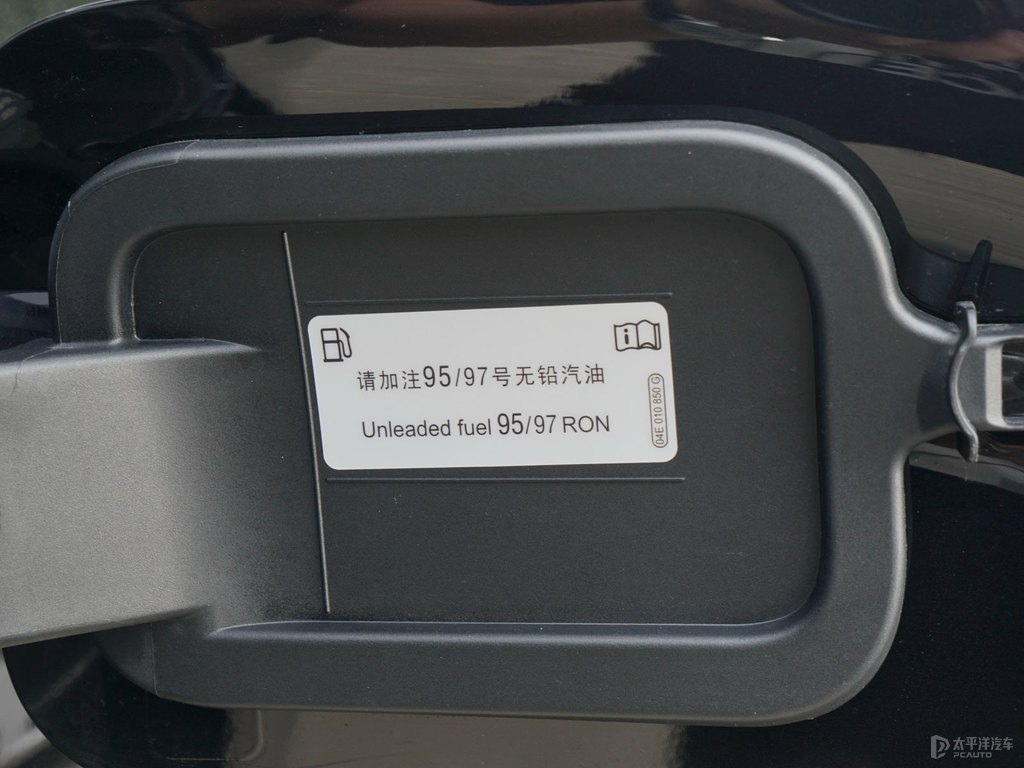 请加注95/97号无铅汽油
Unleaded fuel 95/97 RON
04E 010 850 G
太平洋汽车
PCAUTO